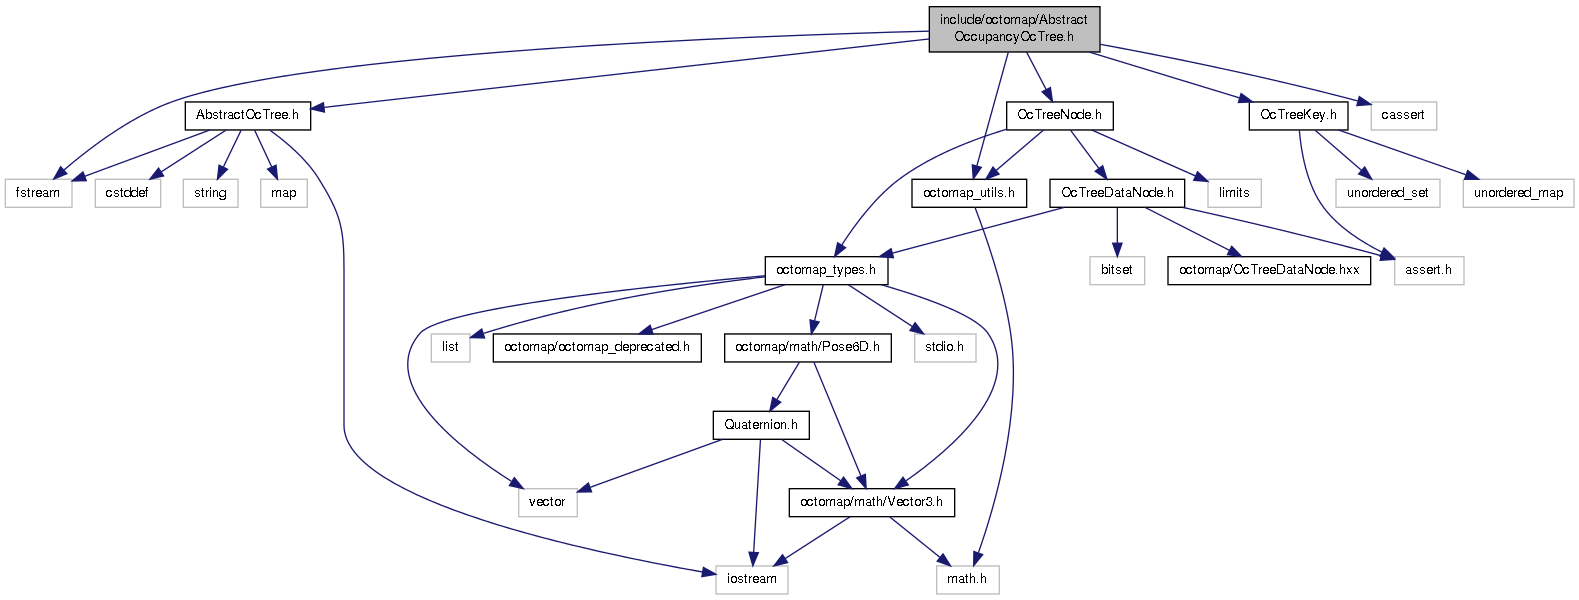 include/octomap/Abstract
OccupancyOcTree.h
AbstractOcTree.h
OcTreeNode.h
OcTreeKey.h
cassert
fstream
cstddef
string
map
octomap_utils.h
OcTreeDataNode.h
limits
unordered_set
unordered_map
octomap_types.h
bitset
octomap/OcTreeDataNode.hxx
assert.h
list
octomap/octomap_deprecated.h
octomap/math/Pose6D.h
stdio.h
Quaternion.h
vector
octomap/math/Vector3.h
iostream
math.h